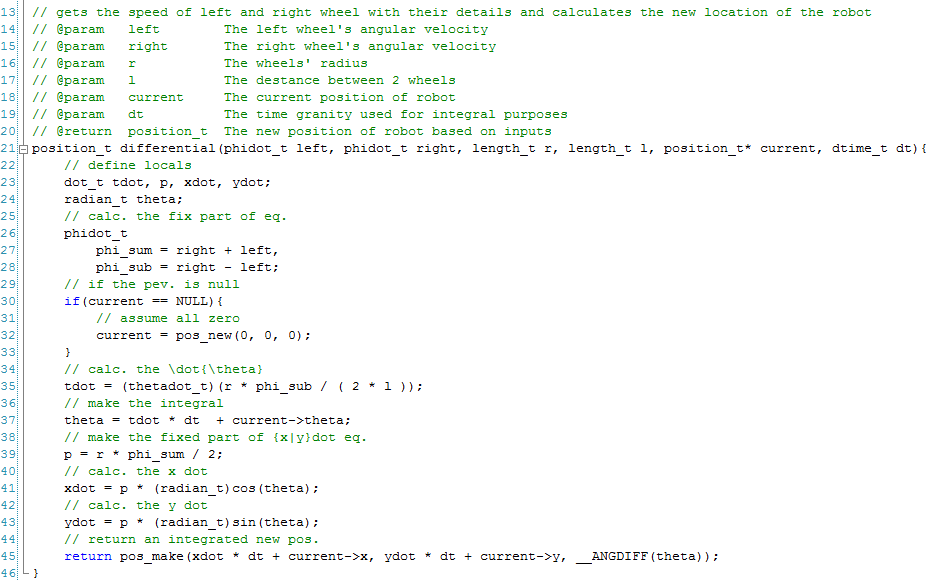 13 // gets the speed of left and right wheel with their details and calculates the new location of the robot
14 // @param   left        The left wheel's angular velocity
15 // @param   right       The right wheel's angular velocity
16 // @param   r           The wheels' radius
17 // @param   l           The destance between 2 wheels
18 // @param   current     The current position of robot
19 // @param   dt          The time granity used for integral purposes
20 // @return  position_t  The new position of robot based on inputs
21 position_t differential(phidot_t left, phidot_t right, length_t r, length_t l, position_t* current, dtime_t dt){
22     // define locals
23     dot_t tdot, p, xdot, ydot;
24     radian_t theta;
25     // calc. the fix part of eq.
26     phidot_t
27         phi_sum = right + left,
28         phi_sub = right - left;
29     // if the pev. is null
30     if(current == NULL){
31         // assume all zero
32         current = pos_new(0, 0, 0);
33     }
34     // calc. the \dot{\theta}
35     tdot = (thetadot_t)(r * phi_sub / ( 2 * l ));
36     // make the integral
37     theta = tdot * dt  + current->theta;
38     // make the fixed part of {x|y}dot eq.
39     p = r * phi_sum / 2;
40     // calc. the x dot
41     xdot = p * (radian_t)cos(theta);
42     // calc. the y dot
43     ydot = p * (radian_t)sin(theta);
44     // return an integrated new pos.
45     return pos_make(xdot * dt + current->x, ydot * dt + current->y, __ANGDIFF(theta));
46 }